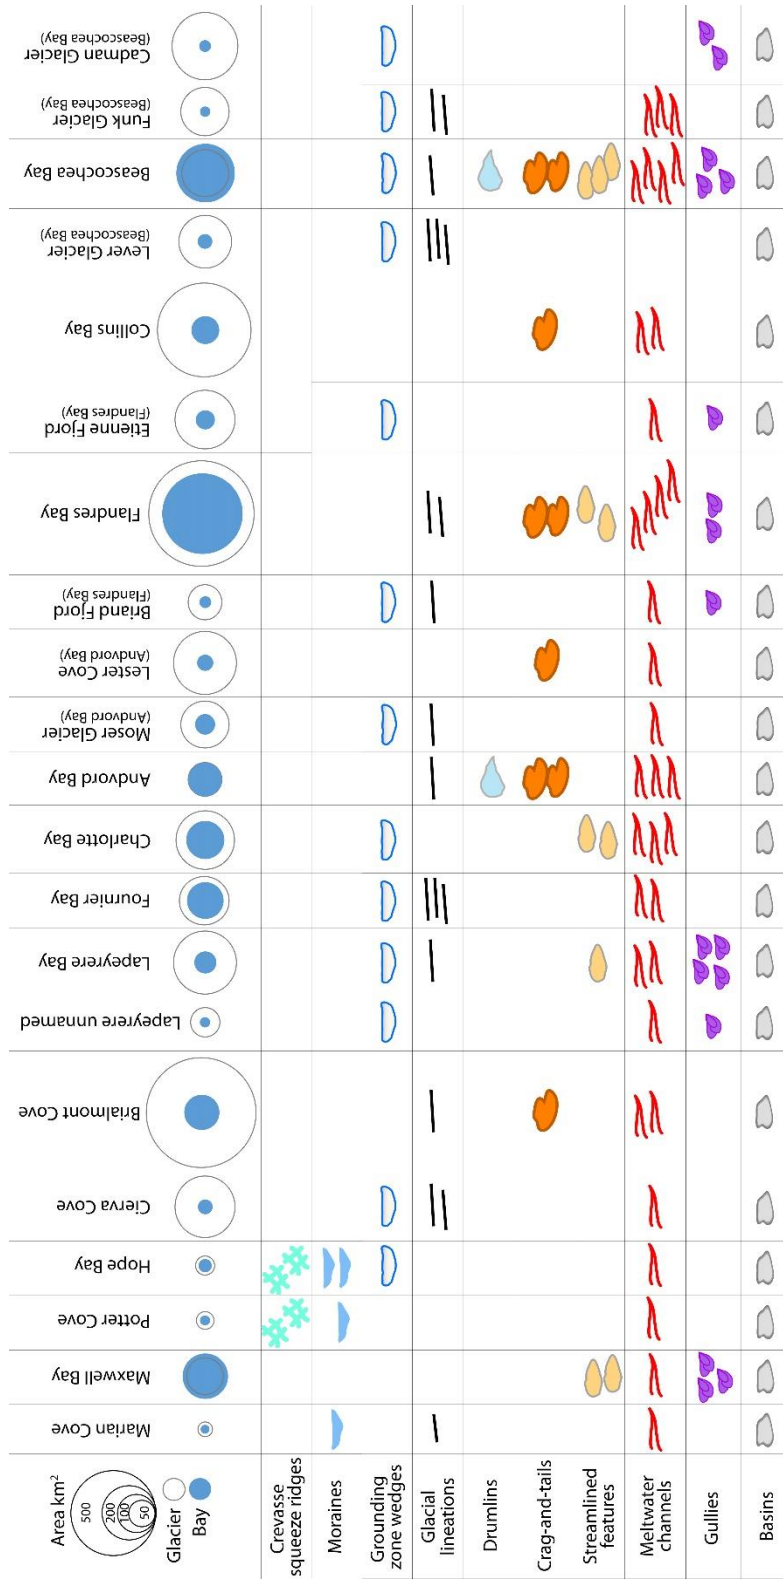 Cadman Glacier
(Beascochea Bay)
Funk Glacier
(Beascochea Bay)
Beascochea Bay
Lever Glacier
(Beascochea Bay)
Collins Bay
Etienne Fjord
(Flandres Bay)
Flandres Bay
Briand Fjord
(Flandres Bay)
Lester Cove
(Andvord Bay)
Moser Glacier
(Andvord Bay)
Andvord Bay
Charlotte Bay
Fournier Bay
Lapeyrere Bay
Lapeyrere unnamed
Brialmont Cove
Cierva Cove
Hope Bay
Potter Cove
Maxwell Bay
Marian Cove
Area km²
500
200
100
50
Glacier
Bay
Crevasse
squeeze ridges
Moraines
Grounding
zone wedges
Glacial
lineations
Drumlins
Crag-and-tails
Streamlined
features
Meltwater
channels
Gullies
Basins